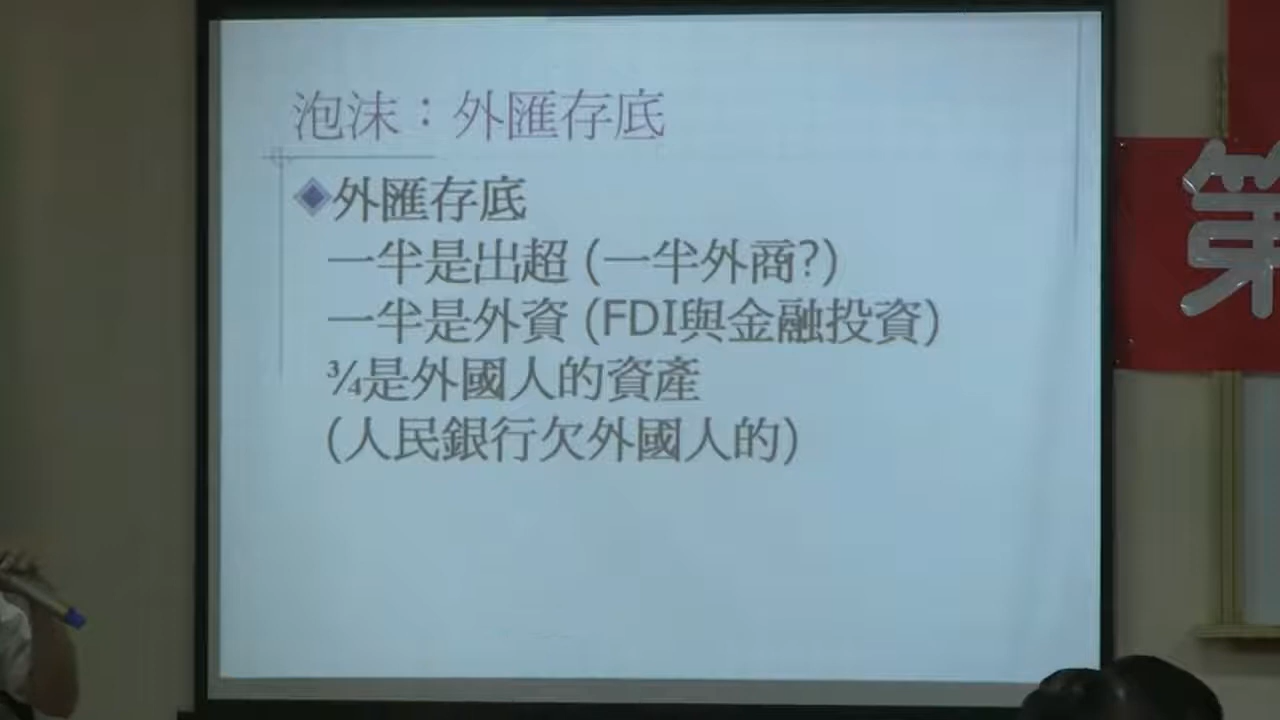 泡沫：外匯存底
外匯存底
一半是出超 (一半外商?)
一半是外資 (FDI與金融投資)
¾是外國人的資產
(人民銀行欠外國人的)
第